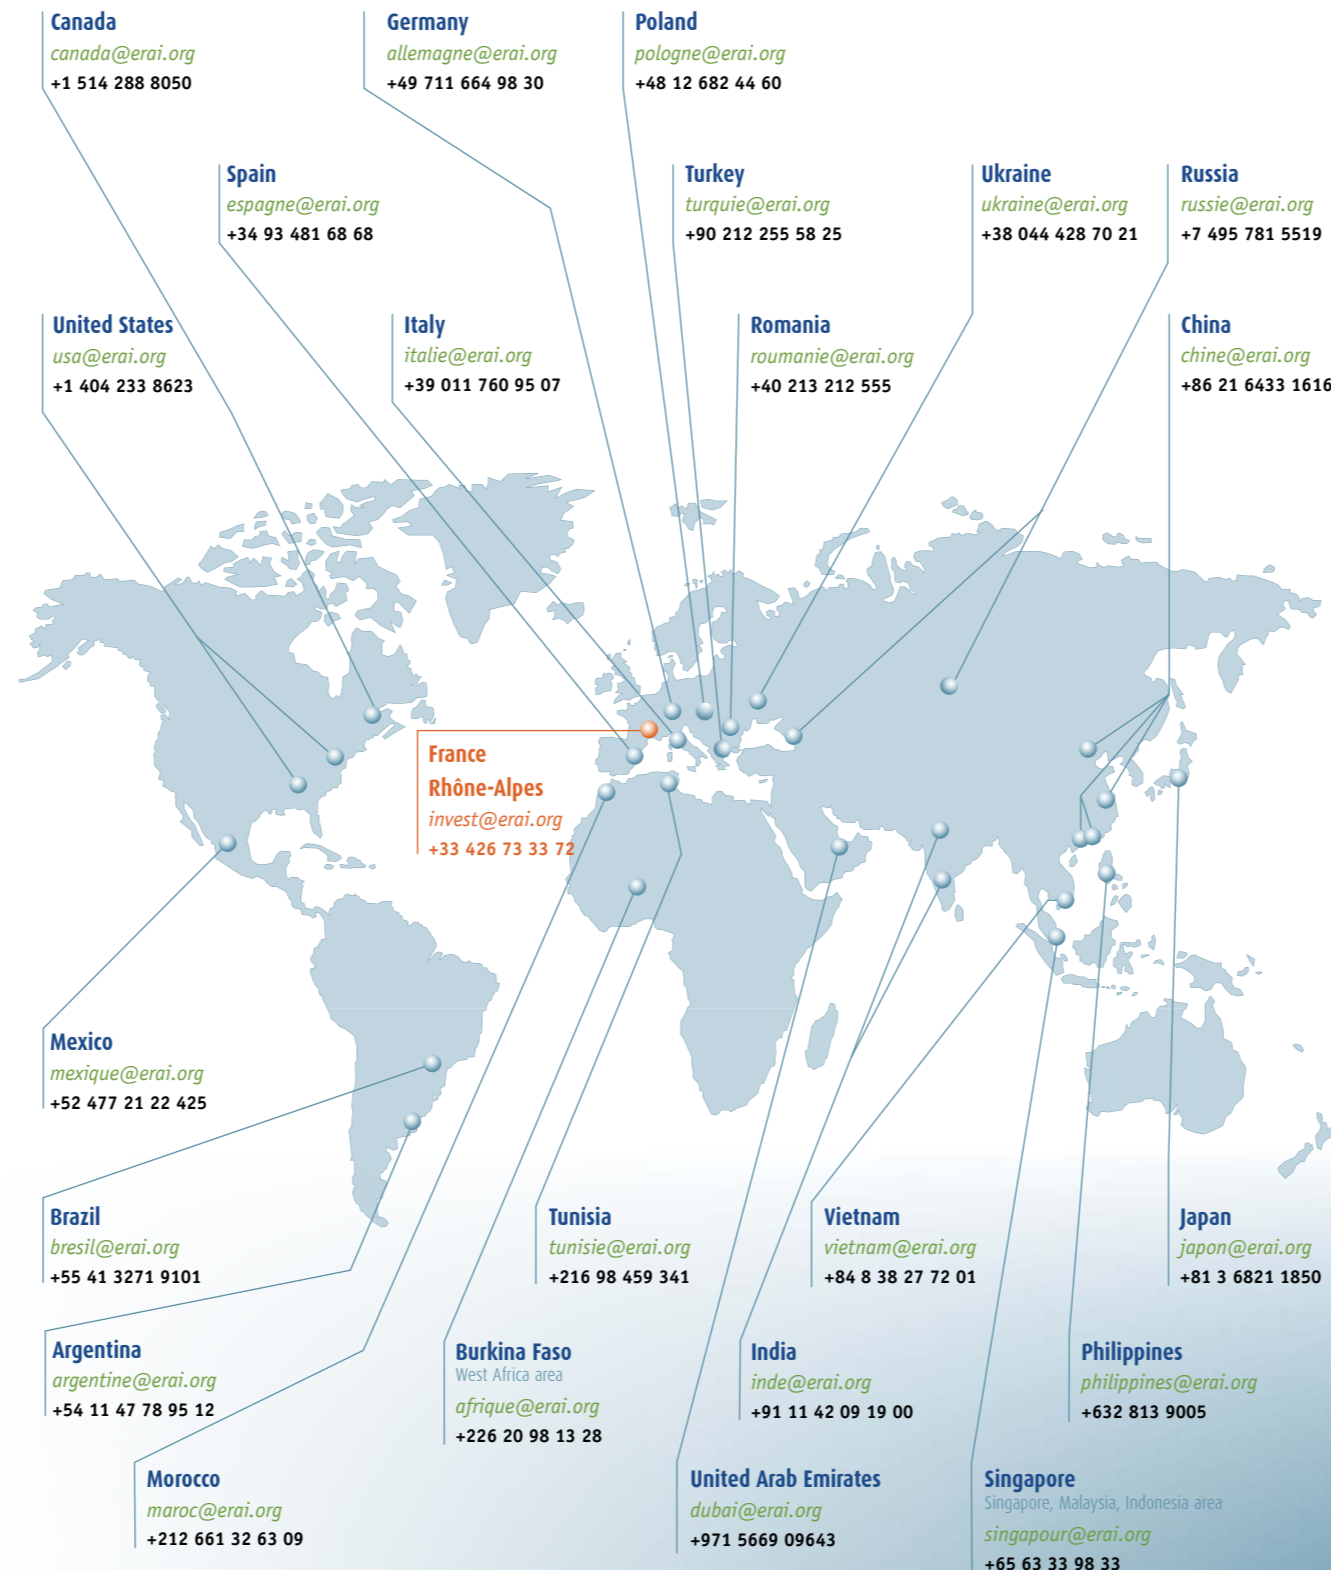 Canada
canada@erai.org
+1 514 288 8050
Germany
allemagne@erai.org
+49 711 664 98 30
Poland
pologne@erai.org
+48 12 682 44 60
Spain
espagne@erai.org
+34 93 481 68 68
Turkey
turquie@erai.org
+90 212 255 58 25
Ukraine
ukraine@erai.org
+38 044 428 70 21
Russia
russie@erai.org
+7 495 781 5519
United States
usa@erai.org
+1 404 233 8623
Italy
italie@erai.org
+39 011 760 95 07
Romania
roumanie@erai.org
+40 213 212 555
China
chine@erai.org
+86 21 6433 1616
France
Rhône-Alpes
invest@erai.org
+33 426 73 33 72
Mexico
mexique@erai.org
+52 477 21 22 425
Brazil
bresil@erai.org
+55 41 3271 9101
Tunisia
tunisie@erai.org
+216 98 459 341
Vietnam
vietnam@erai.org
+84 8 38 27 72 01
Japan
japon@erai.org
+81 3 6821 1850
Argentina
argentine@erai.org
+54 11 47 78 95 12
Burkina Faso
West Africa area
afrique@erai.org
+226 20 98 13 28
India
inde@erai.org
+91 11 42 09 19 00
Philippines
philippines@erai.org
+632 813 9005
Morocco
maroc@erai.org
+212 661 32 63 09
United Arab Emirates
dubai@erai.org
+971 5669 09643
Singapore
Singapore, Malaysia, Indonesia area
singapour@erai.org
+65 63 33 98 33